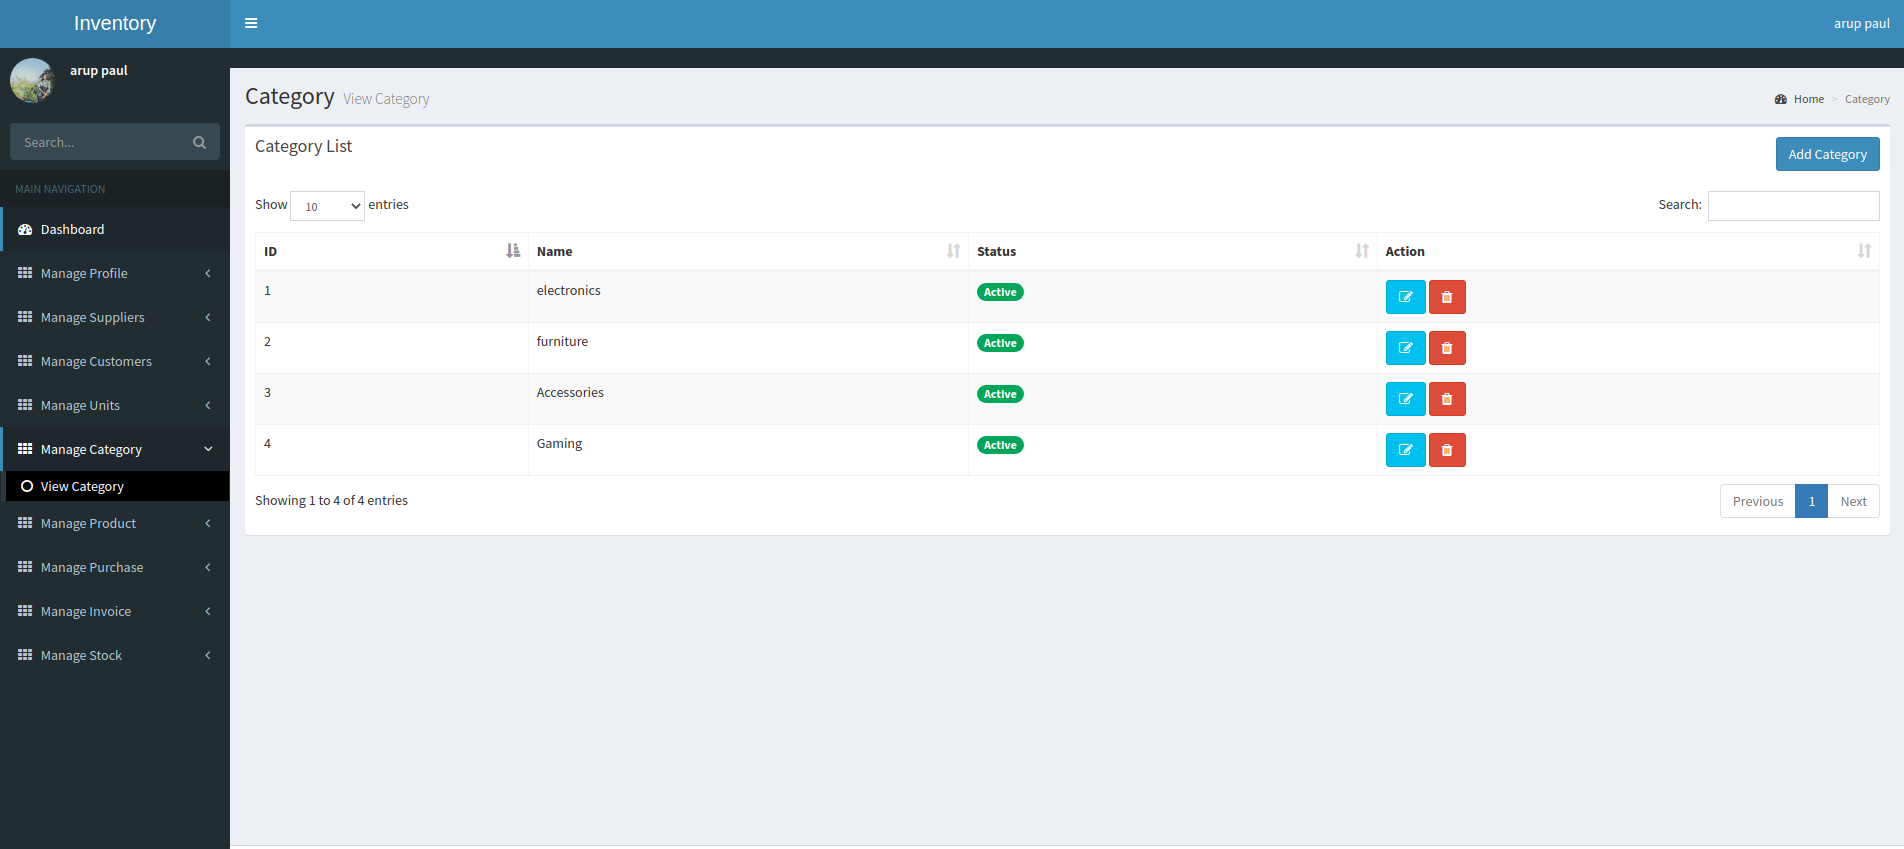 Inventory
arup paul
arup paul
Search...
MAIN NAVIGATION
Dashboard
Manage Profile
Manage Suppliers
Manage Customers
Manage Units
Manage Category
View Category
Manage Product
Manage Purchase
Manage Invoice
Manage Stock
Category View Category
Home > Category
Category List
Add Category
Show 10 entries
Search:
ID Name Status Action
1 electronics Active
2 furniture Active
3 Accessories Active
4 Gaming Active
Showing 1 to 4 of 4 entries
Previous 1 Next